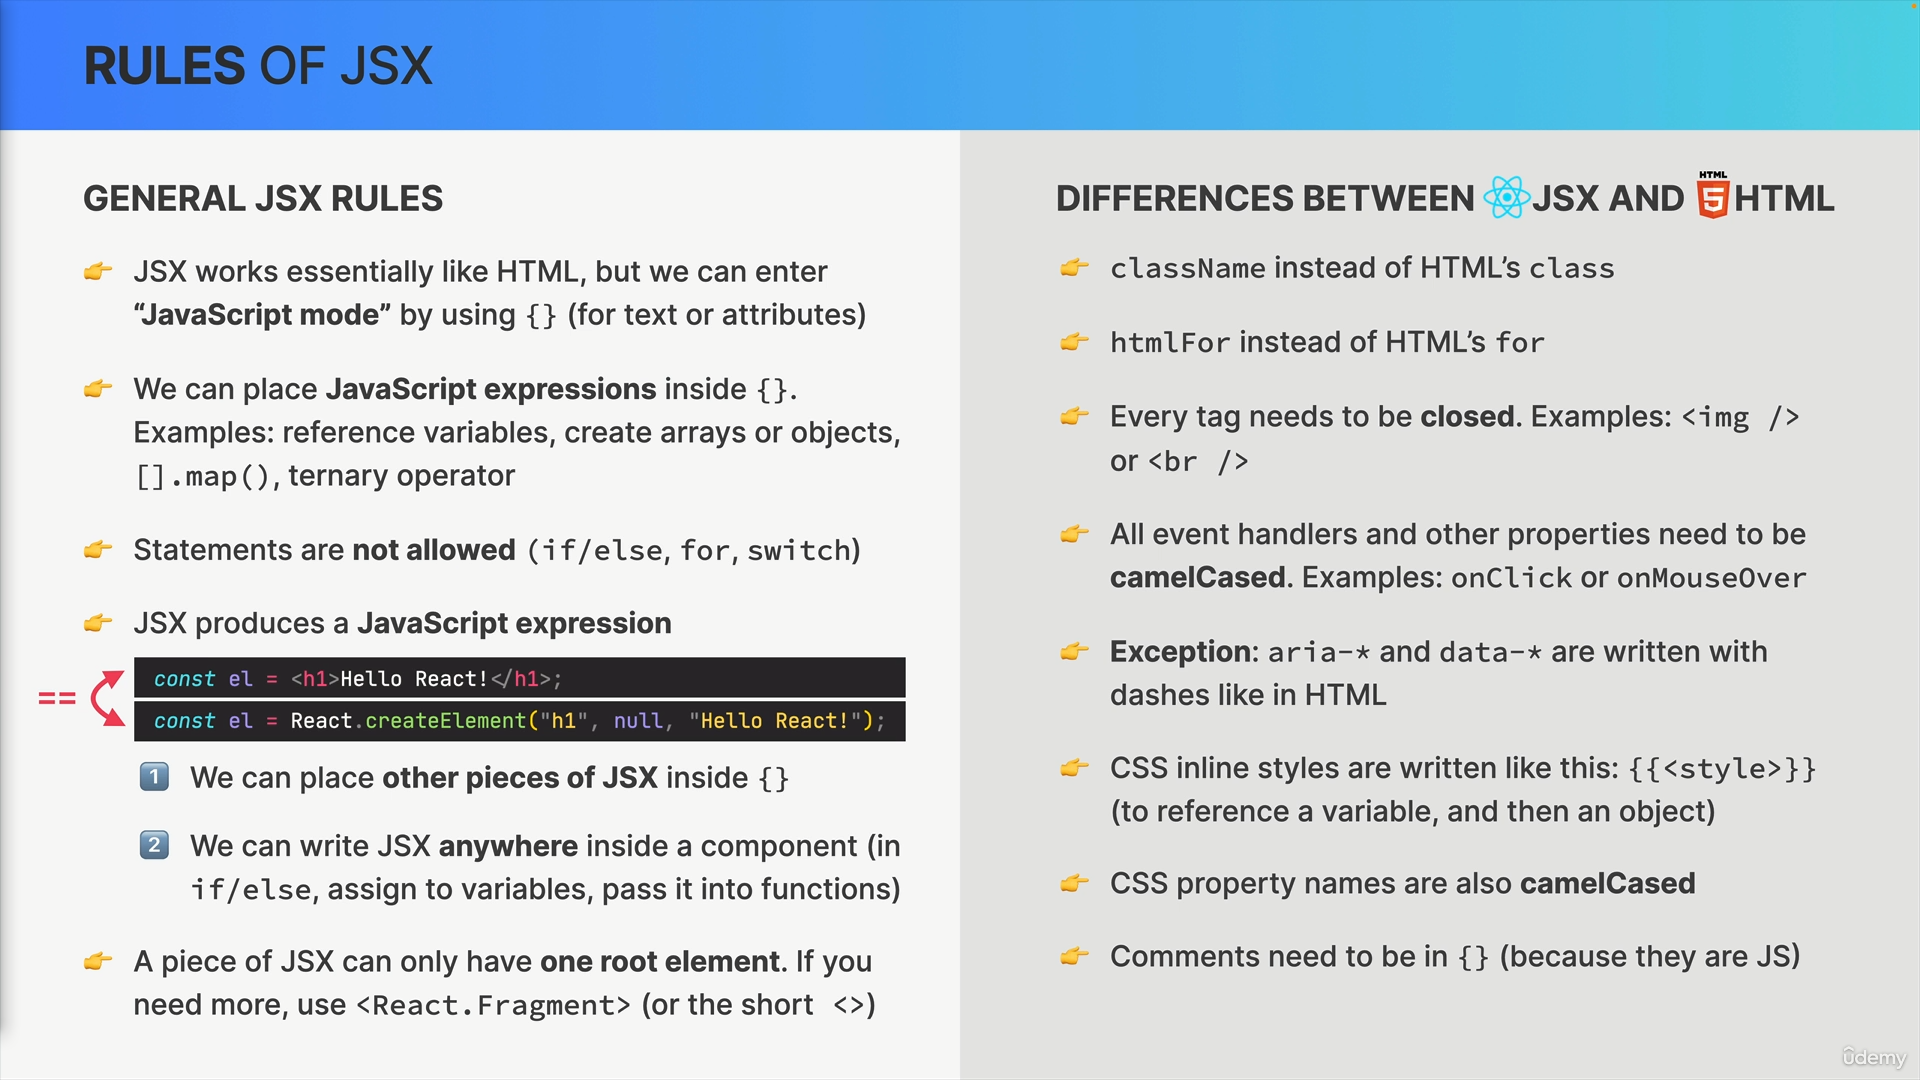 RULES OF JSX
GENERAL JSX RULES
JSX works essentially like HTML, but we can enter
“JavaScript mode” by using {} (for text or attributes)
We can place JavaScript expressions inside {}.
Examples: reference variables, create arrays or objects,
[].map(), ternary operator
Statements are not allowed (if/else, for, switch)
JSX produces a JavaScript expression
==
const el = <h1>Hello React!</h1>;
const el = React.createElement("h1", null, "Hello React!");
1 We can place other pieces of JSX inside {}
2 We can write JSX anywhere inside a component (in
if/else, assign to variables, pass it into functions)
A piece of JSX can only have one root element. If you
need more, use <React.Fragment> (or the short <>)
DIFFERENCES BETWEEN JSX AND HTML 5 HTML
className instead of HTML’s class
htmlFor instead of HTML’s for
Every tag needs to be closed. Examples: <img />
or <br />
All event handlers and other properties need to be
camelCased. Examples: onClick or onMouseOver
Exception: aria-* and data-* are written with
dashes like in HTML
CSS inline styles are written like this: {{<style>}}
(to reference a variable, and then an object)
CSS property names are also camelCased
Comments need to be in {} (because they are JS)
ûdemy